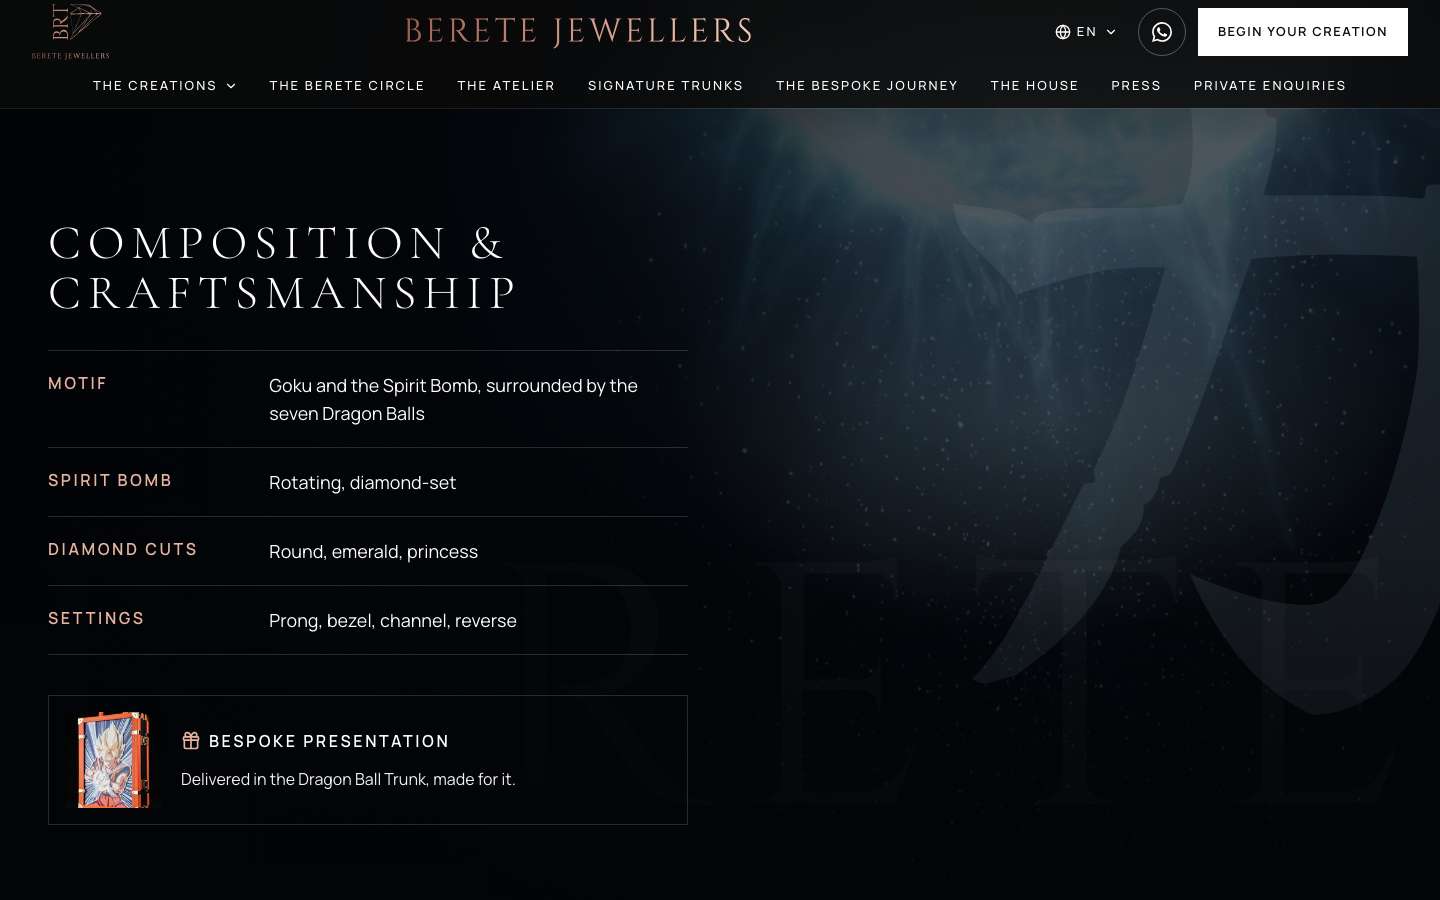 BRT
BERETE JEWELLERS
BERETE JEWELLERS
EN
BEGIN YOUR CREATION
THE CREATIONS
THE BERETE CIRCLE
THE ATELIER
SIGNATURE TRUNKS
THE BESPOKE JOURNEY
THE HOUSE
PRESS
PRIVATE ENQUIRIES
COMPOSITION &
CRAFTSMANSHIP
MOTIF
Goku and the Spirit Bomb, surrounded by the
seven Dragon Balls
SPIRIT BOMB
Rotating, diamond-set
DIAMOND CUTS
Round, emerald, princess
SETTINGS
Prong, bezel, channel, reverse
BESPOKE PRESENTATION
Delivered in the Dragon Ball Trunk, made for it.
力
RETE